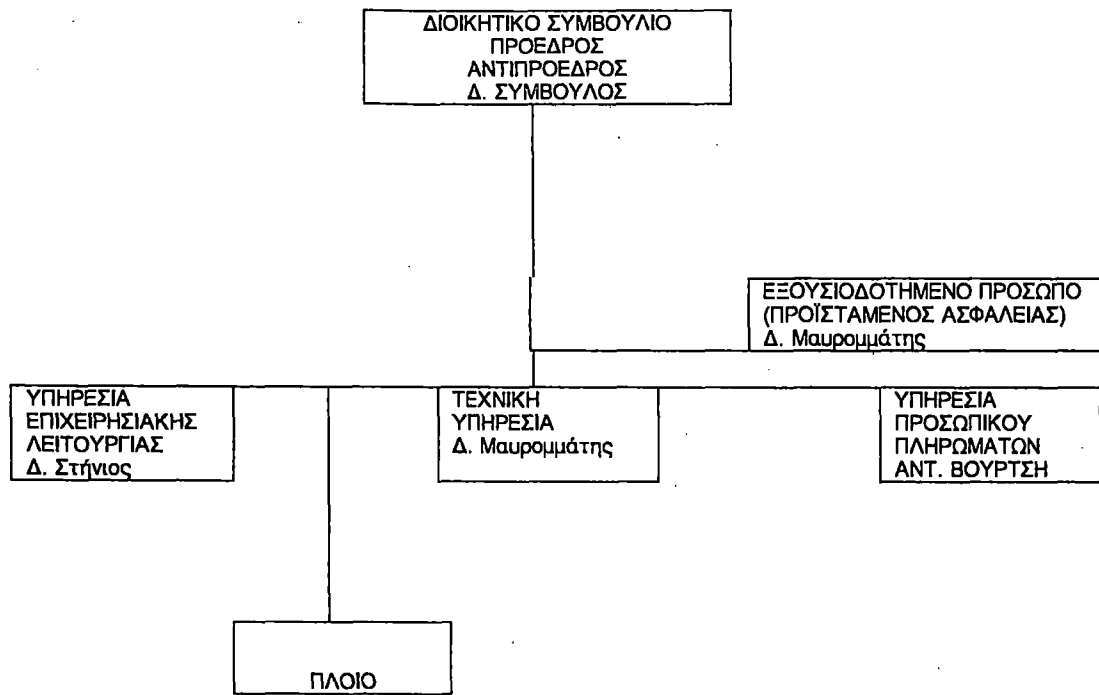 ΔΙΟΙΚΗΤΙΚΟ ΣΥΜΒΟΥΛΙΟ
ΠΡΟΕΔΡΟΣ
ΑΝΤΙΠΡΟΕΔΡΟΣ
Δ. ΣΥΜΒΟΥΛΟΣ
ΕΞΟΥΣΙΟΔΟΤΗΜΕΝΟ ΠΡΟΣΩΠΟ
(ΠΡΟΪΣΤΑΜΕΝΟΣ ΑΣΦΑΛΕΙΑΣ)
Δ. Μαυρομμάτης
ΥΠΗΡΕΣΙΑ
ΕΠΙΧΕΙΡΗΣΙΑΚΗΣ
ΛΕΙΤΟΥΡΓΙΑΣ
Δ. Στήνιος
ΤΕΧΝΙΚΗ
ΥΠΗΡΕΣΙΑ
Δ. Μαυρομμάτης
ΥΠΗΡΕΣΙΑ
ΠΡΟΣΩΠΙΚΟΥ
ΠΛΗΡΩΜΑΤΩΝ
ΑΝΤ. ΒΟΥΡΤΣΗ
ΠΛΟΙΟ